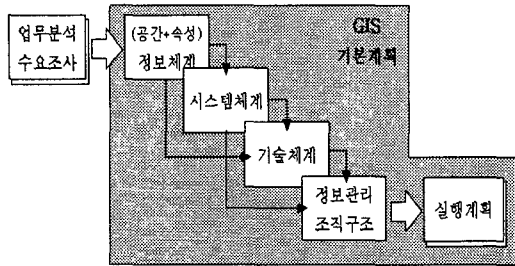 업무분석
수요조사
(공간+속성)
정보체계
GIS
기본계획
시스템체계
기술체계
정보관리
조직구조
실행계획